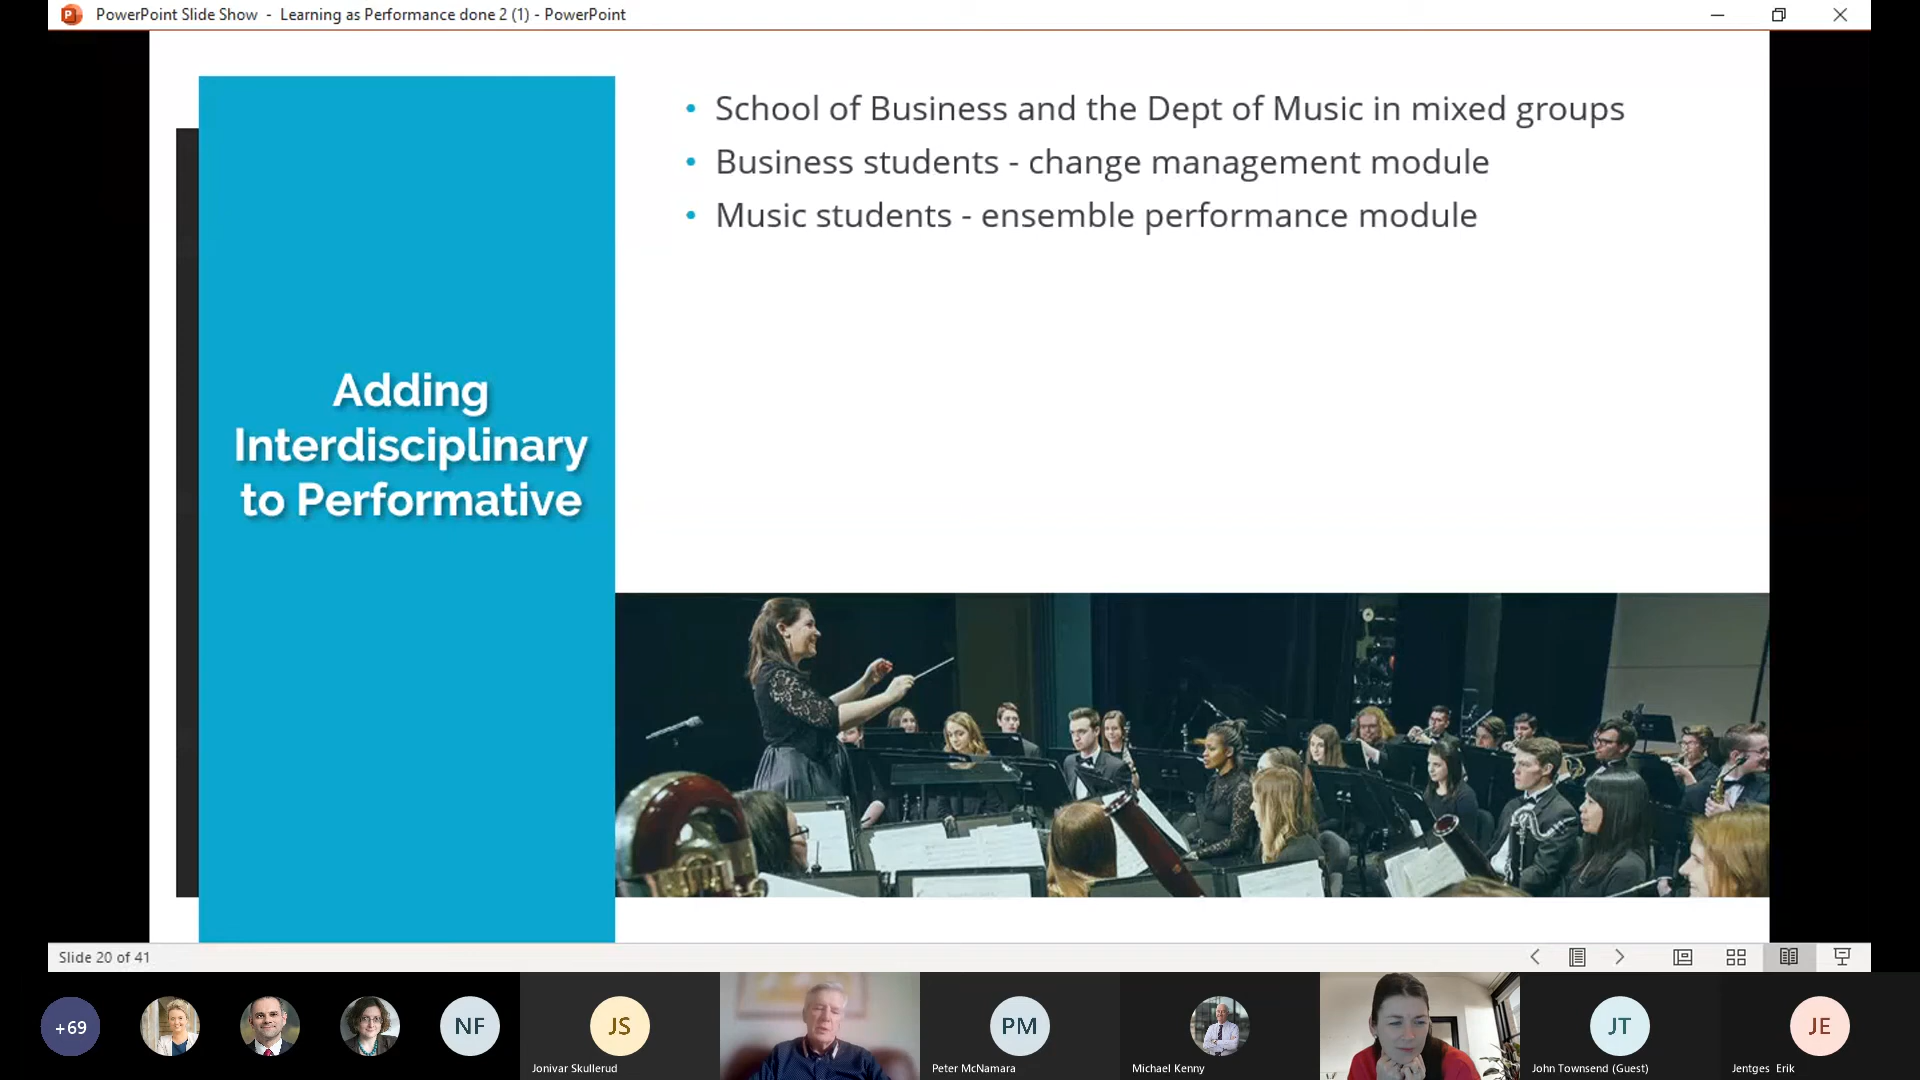 PowerPoint Slide Show - Learning as Performance done 2 (1) - PowerPoint
• School of Business and the Dept of Music in mixed groups
• Business students - change management module
• Music students - ensemble performance module
Adding
Interdisciplinary
to Performative
Slide 20 of 41
+69
NF
JS
PM
JT
JE
Jonivar Skullerud
Peter McNamara
Michael Kenny
John Townsend (Guest)
Jentges Erik